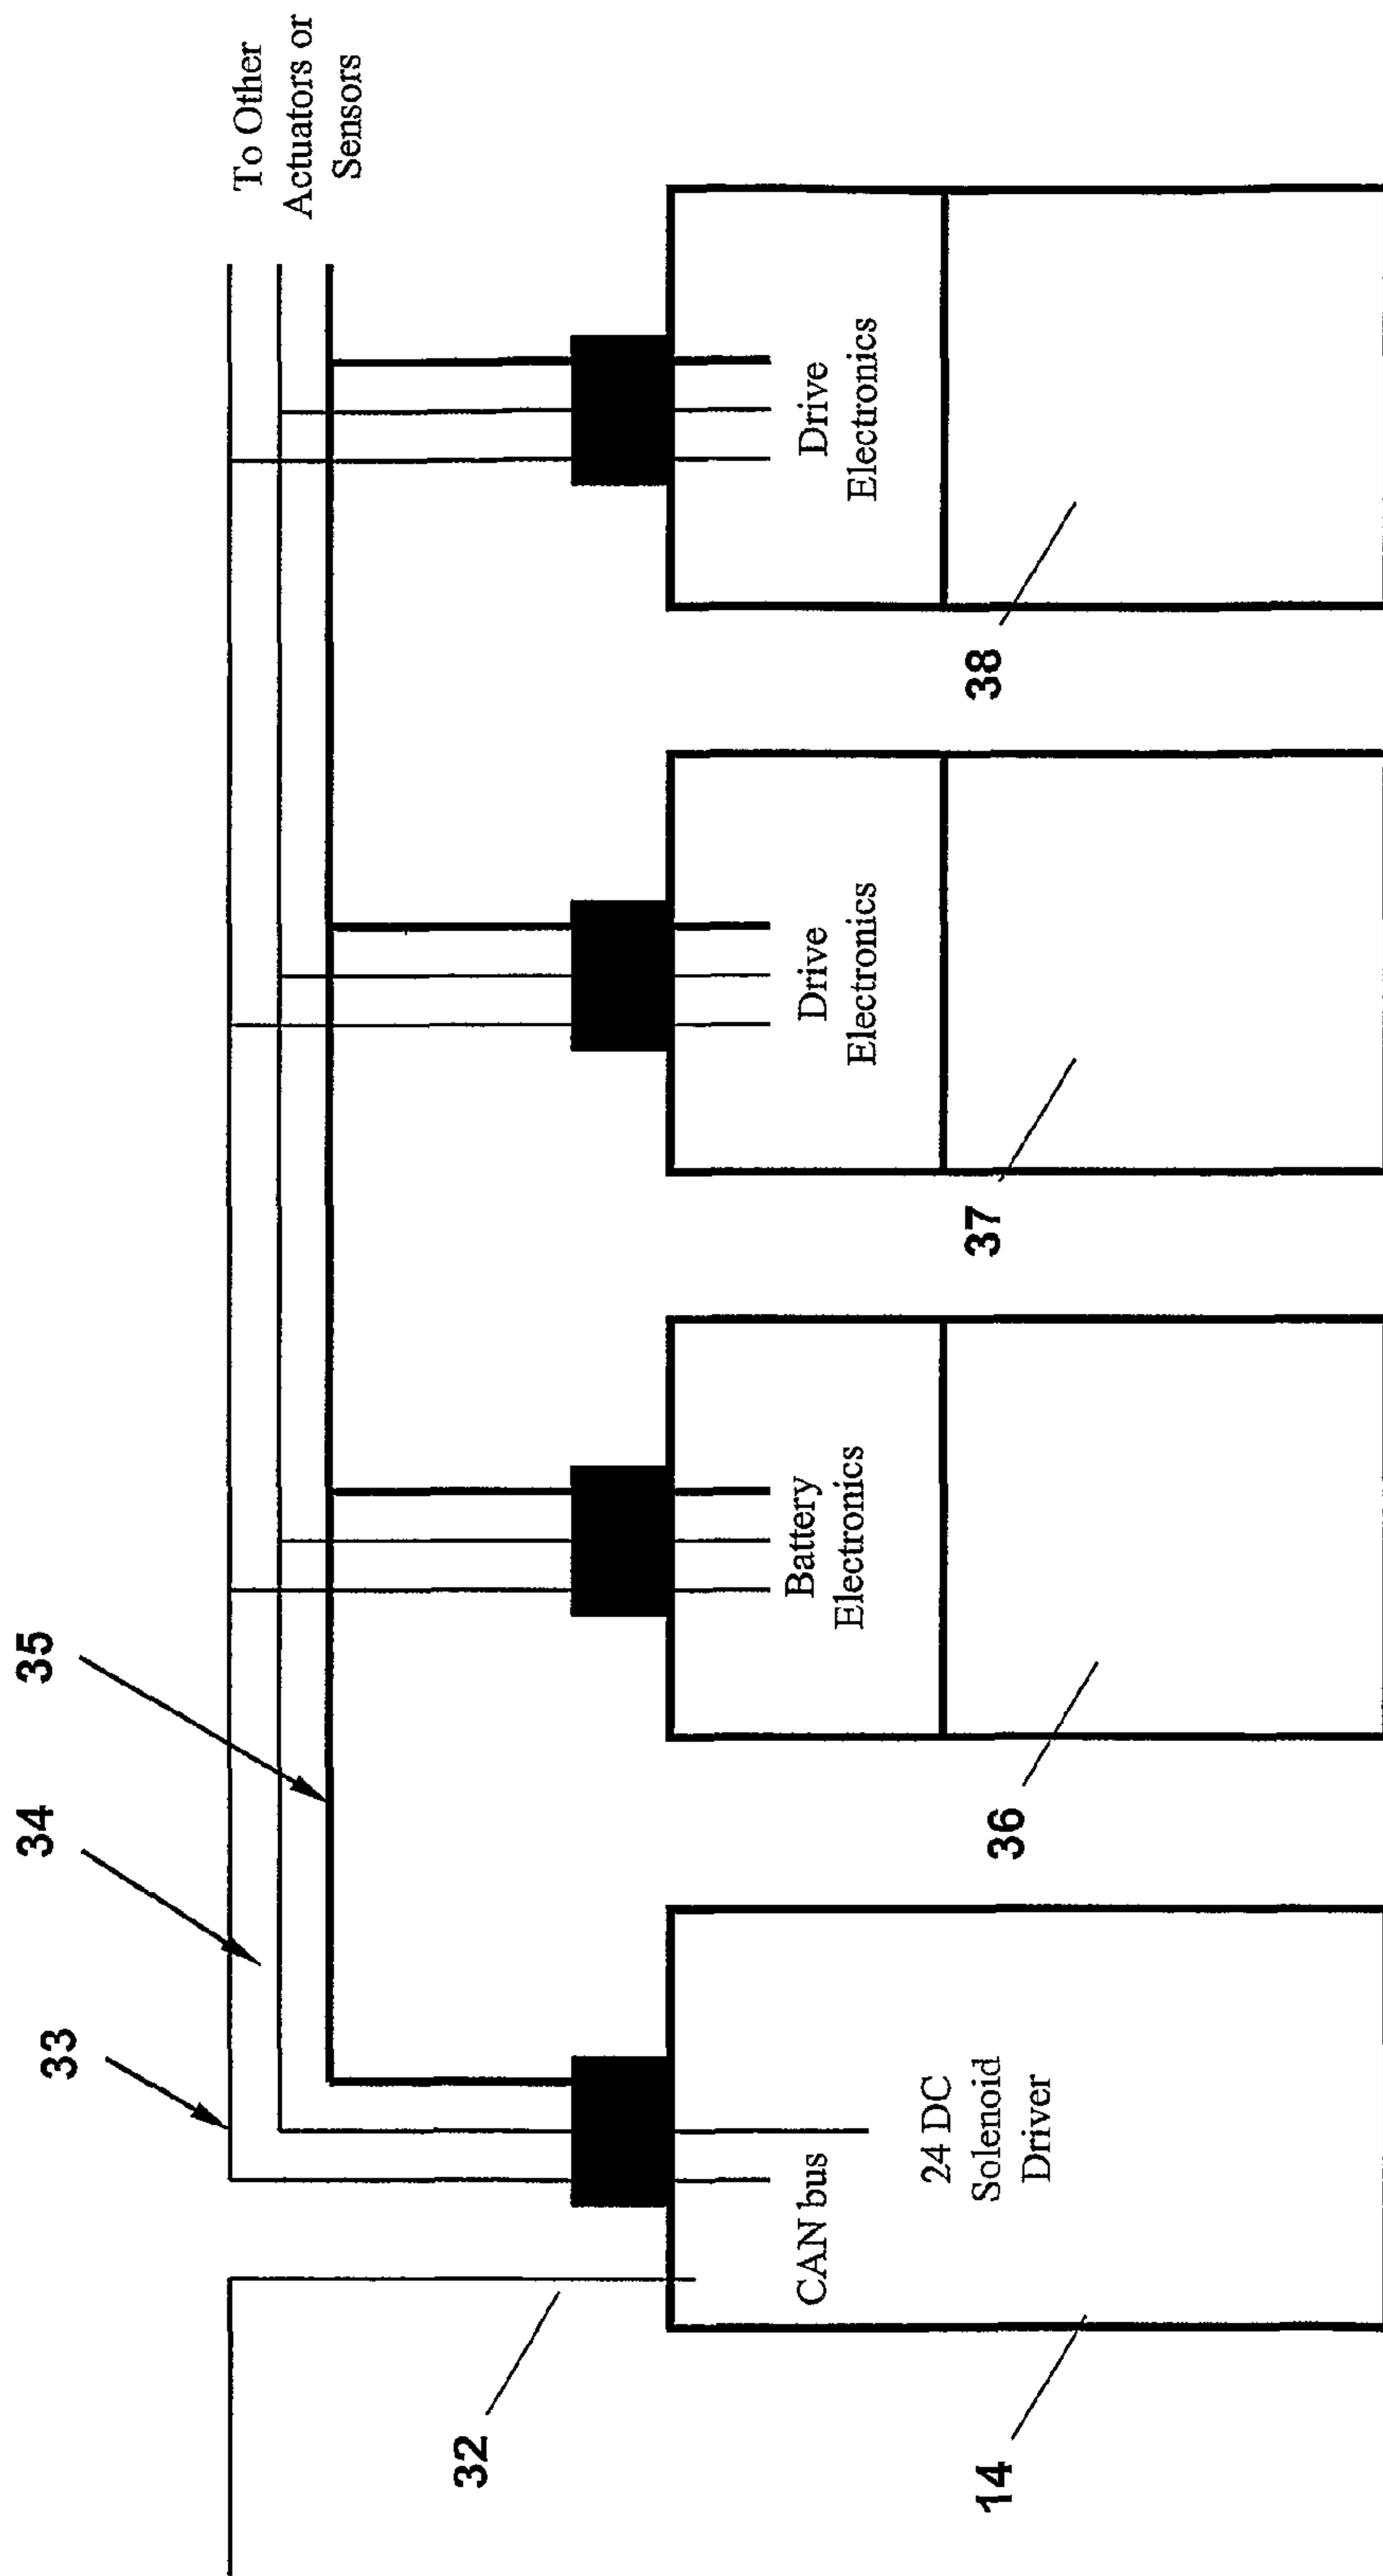 To Other
Actuators or
Sensors
33
34
35
32
CAN bus
24 DC
Solenoid
Driver
14
Battery
Electronics
36
Drive
Electronics
37
Drive
Electronics
38